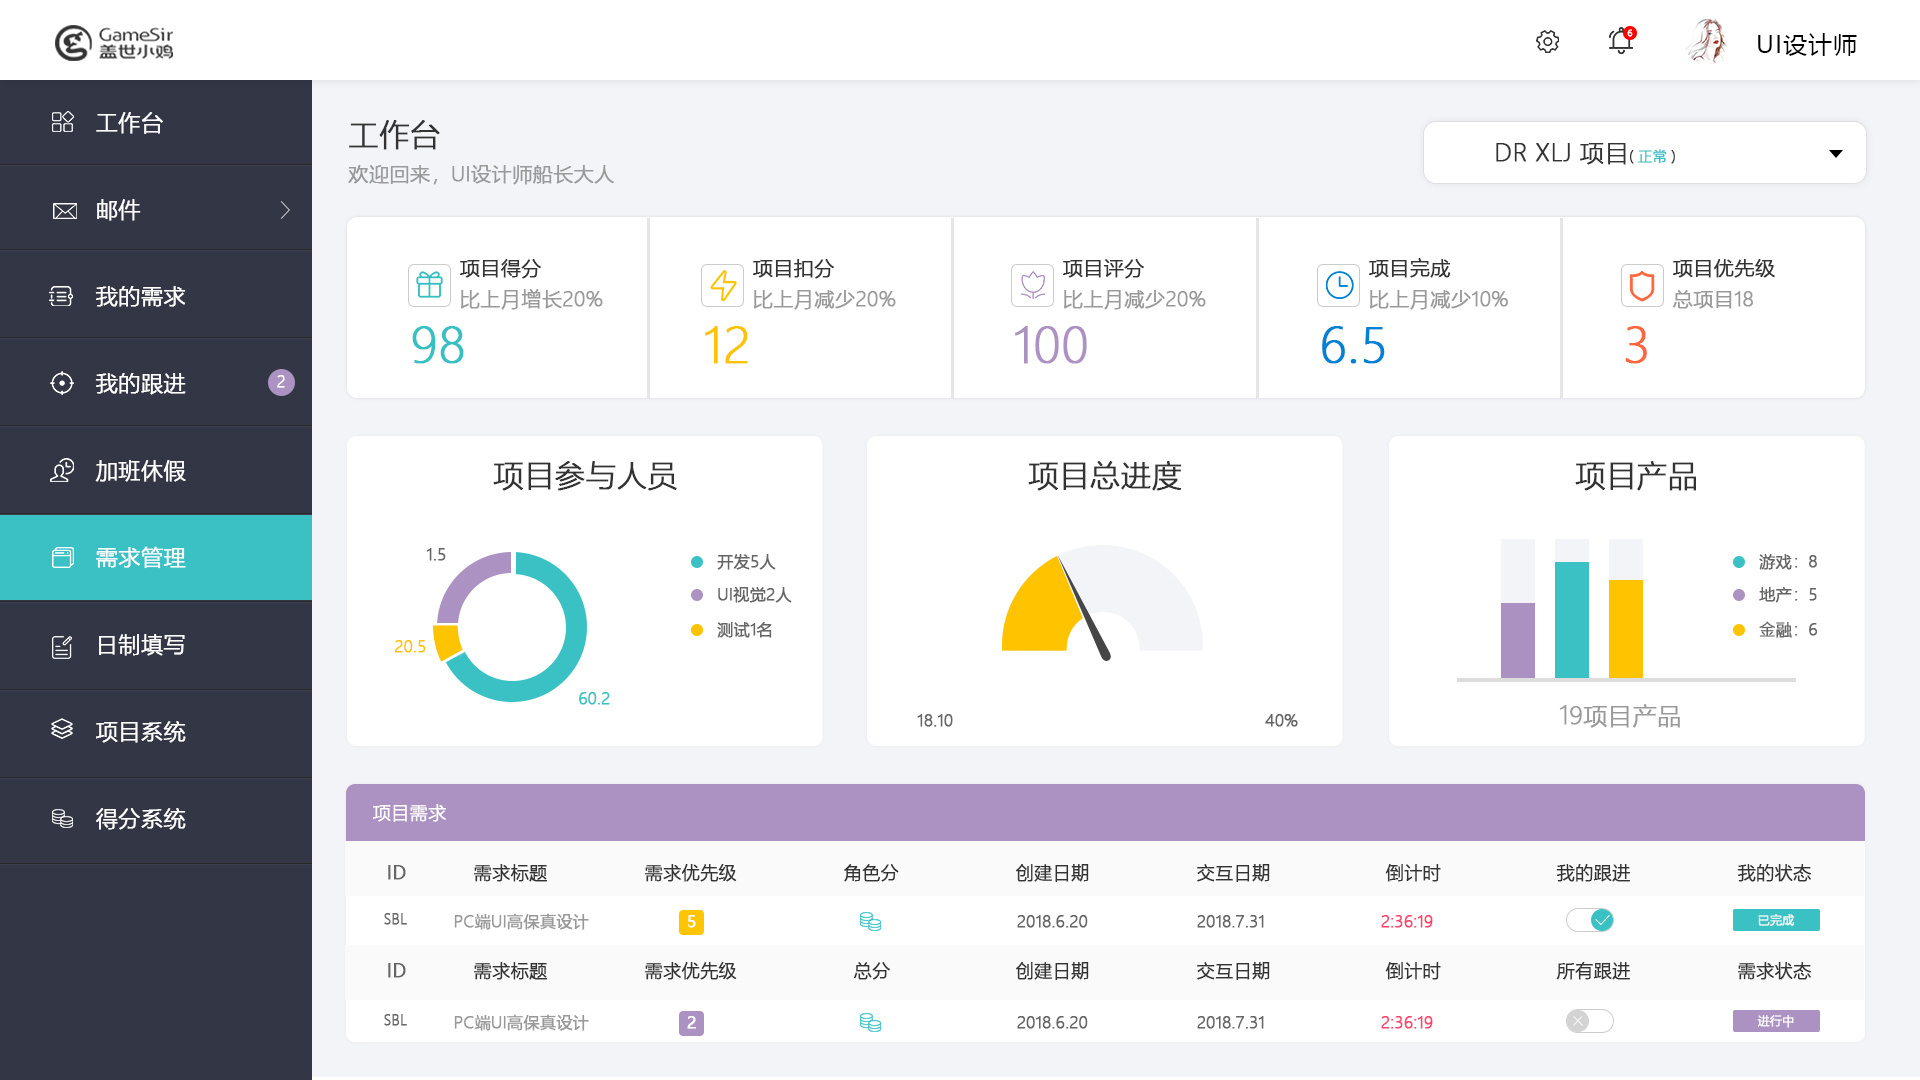 GameSir
盖世小鸡
6
UI设计师
工作台
邮件
我的需求
我的跟进
2
加班休假
需求管理
日制填写
项目系统
得分系统
工作台
欢迎回来，UI设计师船长大人
DR XLJ 项目( 正常 )
项目得分
比上月增长20%
98
项目扣分
比上月减少20%
12
项目评分
比上月减少20%
100
项目完成
比上月减少10%
6.5
项目优先级
总项目18
3
项目参与人员
1.5
20.5
60.2
开发5人
UI视觉2人
测试1名
项目总进度
18.10
40%
项目产品
游戏：8
地产：5
金融：6
19项目产品
项目需求
ID 需求标题 需求优先级 角色分 创建日期 交互日期 倒计时 我的跟进 我的状态
SBL PC端UI高保真设计 5 2018.6.20 2018.7.31 2:36:19 已完成
ID 需求标题 需求优先级 总分 创建日期 交互日期 倒计时 所有跟进 需求状态
SBL PC端UI高保真设计 2 2018.6.20 2018.7.31 2:36:19 进行中